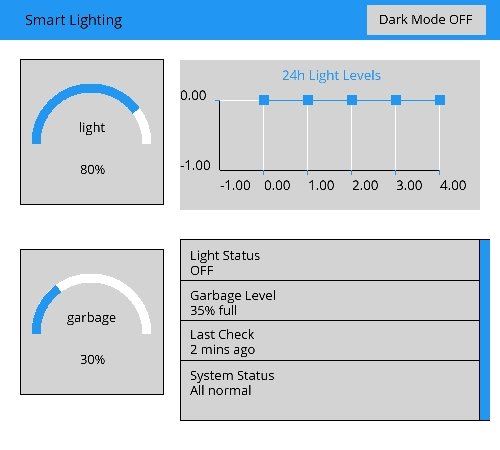 Smart Lighting
Dark Mode OFF
light
80%
24h Light Levels
0.00
-1.00
-1.00 0.00 1.00 2.00 3.00 4.00
garbage
30%
Light Status
OFF
Garbage Level
35% full
Last Check
2 mins ago
System Status
All normal